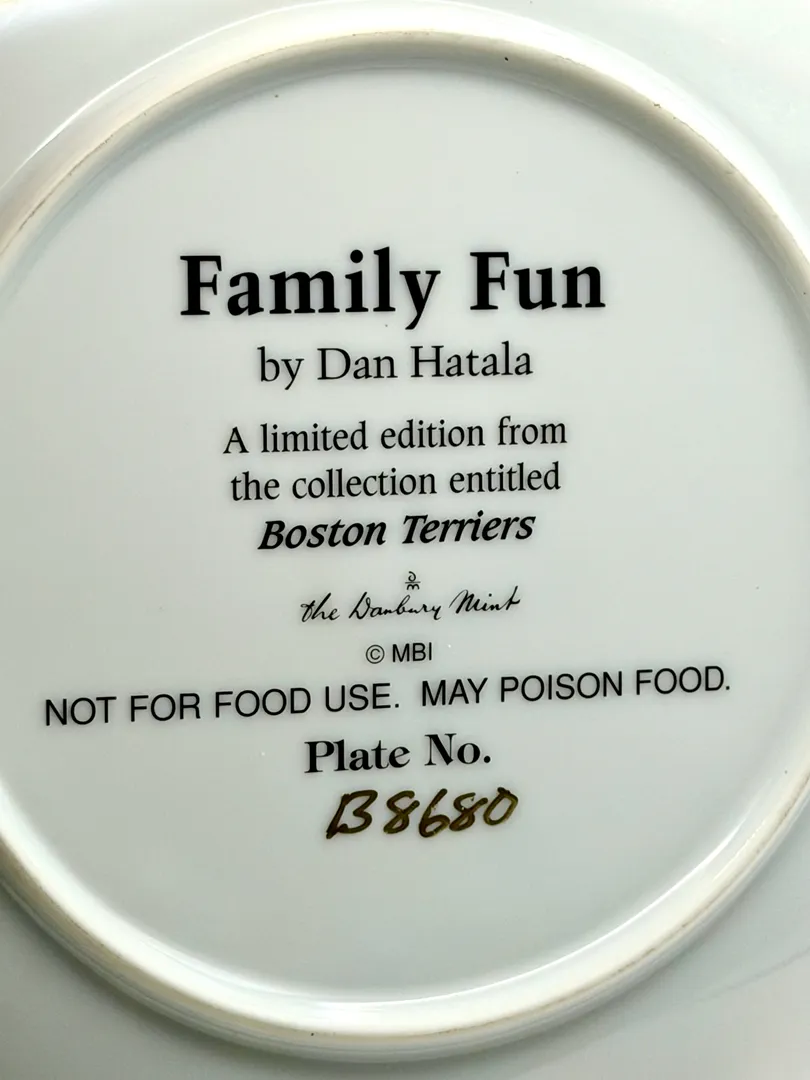 Family Fun
by Dan Hatala
A limited edition from
the collection entitled
Boston Terriers
the Danbury Mint
© MBI
NOT FOR FOOD USE. MAY POISON FOOD.
Plate No.
B8680